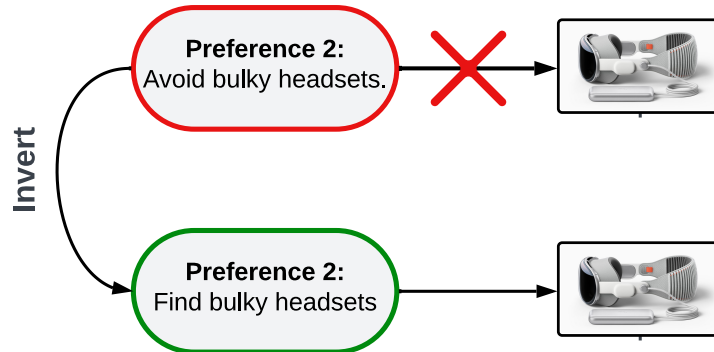 Preference 2:
Avoid bulky headsets.
Invert
Preference 2:
Find bulky headsets